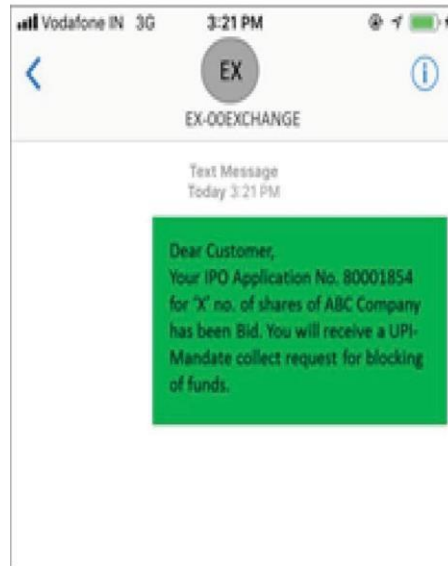 Vodafone IN 3G 3:21 PM
EX
EX-00EXCHANGE
Text Message
Today 3:21 PM
Dear Customer,
Your IPO Application No. 80001854
for 'X' no. of shares of ABC Company
has been Bid. You will receive a UPI-
Mandate collect request for blocking
of funds.